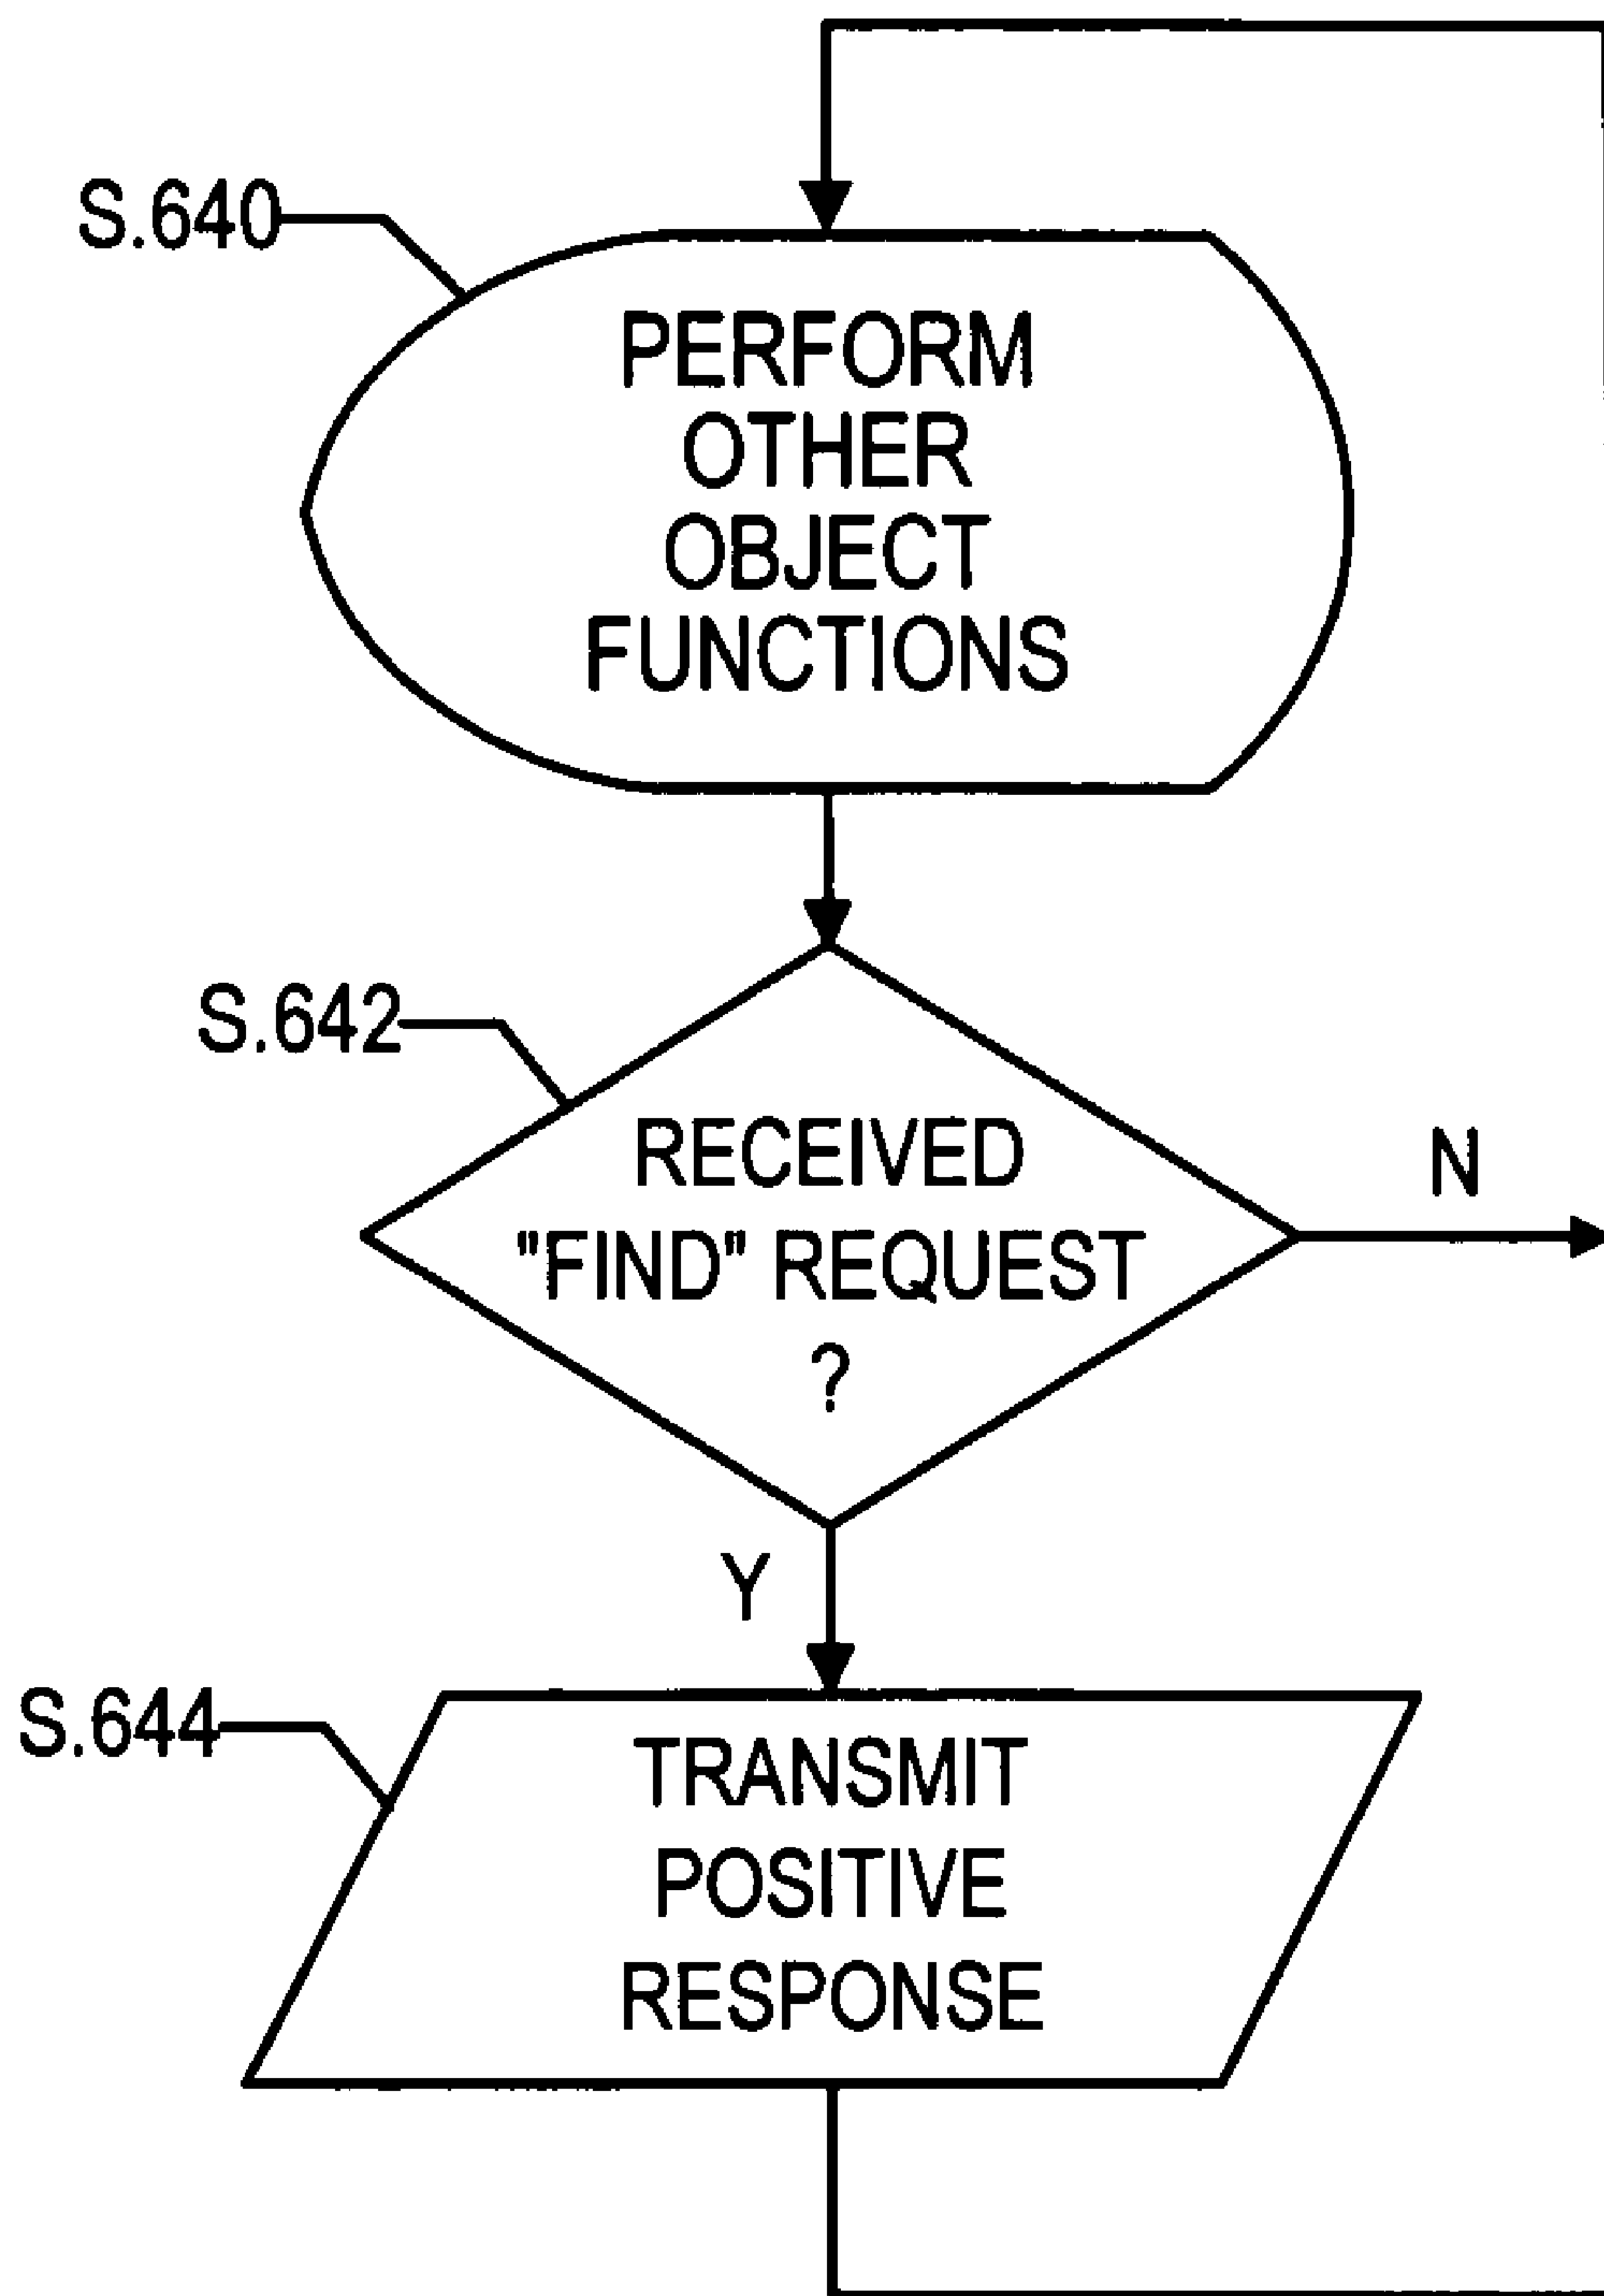 S.640
PERFORM
OTHER
OBJECT
FUNCTIONS
S.642
RECEIVED
"FIND" REQUEST
?
N
Y
S.644
TRANSMIT
POSITIVE
RESPONSE